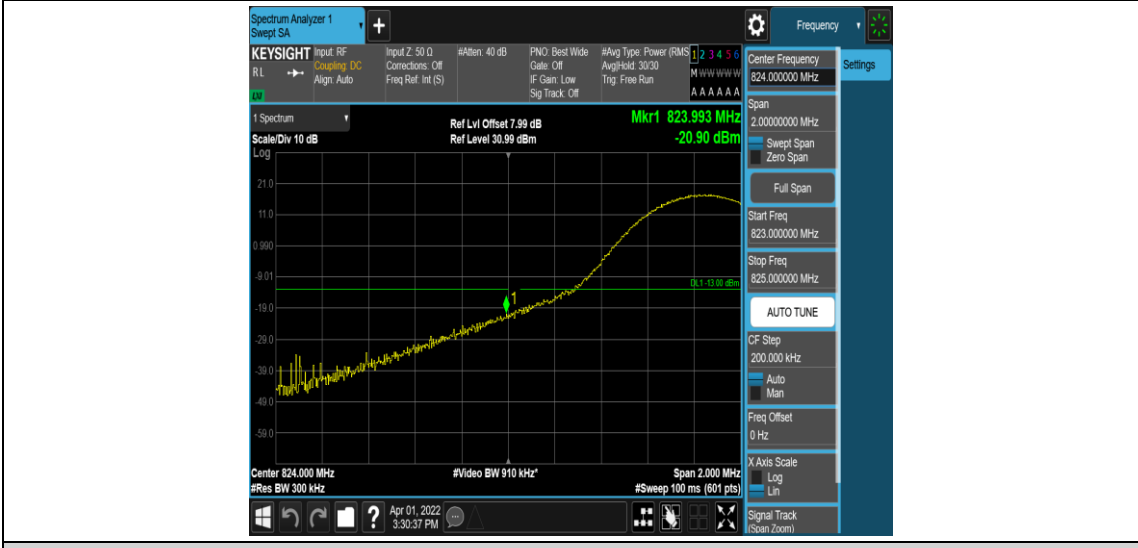 Spectrum Analyzer 1
Swept SA
Frequency
KEYSIGHT
RL
Input: RF
Coupling: DC
Align: Auto
Input Z: 50 Ω
Corrections: Off
Freq Ref: Int (S)
#Atten: 40 dB
PNO: Best Wide
Gate: Off
IF Gain: Low
Sig Track: Off
#Avg Type: Power (RMS
Avg|Hold: 30/30
Trig: Free Run
1 2 3 4 5 6
M W W W W W
A A A A A A
1 Spectrum
Scale/Div 10 dB
Log
Ref Lvl Offset 7.99 dB
Ref Level 30.99 dBm
Mkr1 823.993 MHz
-20.90 dBm
21.0
11.0
0.990
-9.01
-19.0
-29.0
-39.0
-49.0
-59.0
DL1 -13.00 dBm
1
Center 824.000 MHz
#Res BW 300 kHz
#Video BW 910 kHz*
Span 2.000 MHz
#Sweep 100 ms (601 pts)
Apr 01, 2022
3:30:37 PM
?
Center Frequency
824.000000 MHz
Settings
Span
2.00000000 MHz
Swept Span
Zero Span
Full Span
Start Freq
823.000000 MHz
Stop Freq
825.000000 MHz
AUTO TUNE
CF Step
200.000 kHz
Auto
Man
Freq Offset
0 Hz
X Axis Scale
Log
Lin
Signal Track
(Span Zoom)